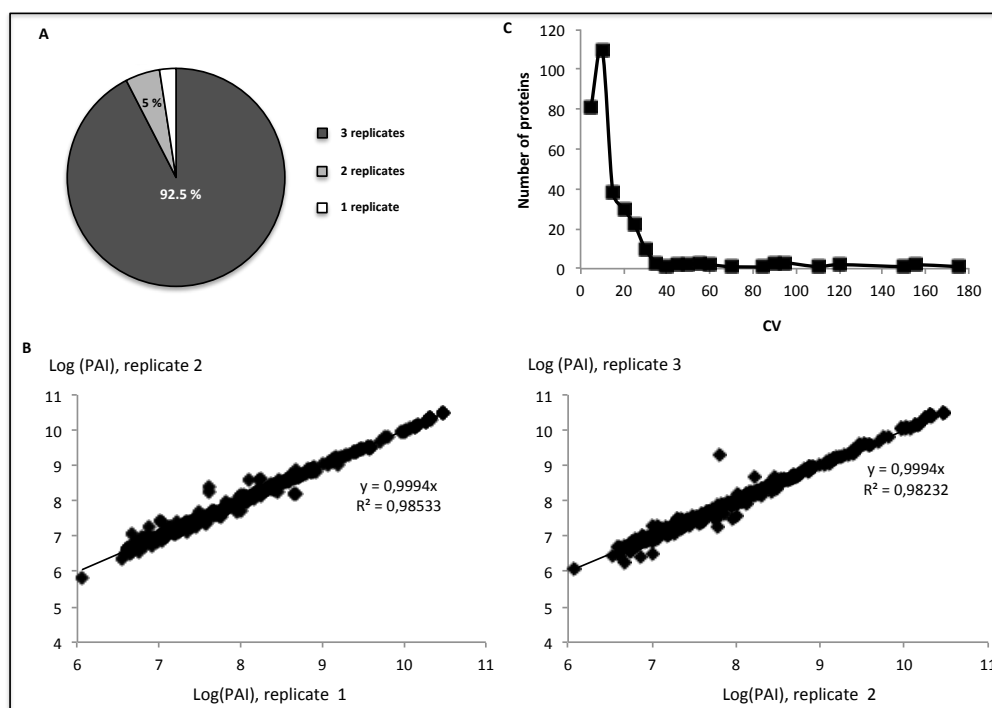 A
5 %
92.5 %
3 replicates
2 replicates
1 replicate
C
Number of proteins
120
100
80
60
40
20
0
0 20 40 60 80 100 120 140 160 180
CV
B
Log (PAI), replicate 2
11
10
9
8
7
6
5
4
y = 0,9994x
R² = 0,98533
6 7 8 9 10 11
Log(PAI), replicate 1
Log (PAI), replicate 3
11
10
9
8
7
6
5
4
y = 0,9994x
R² = 0,98232
6 7 8 9 10 11
Log(PAI), replicate 2